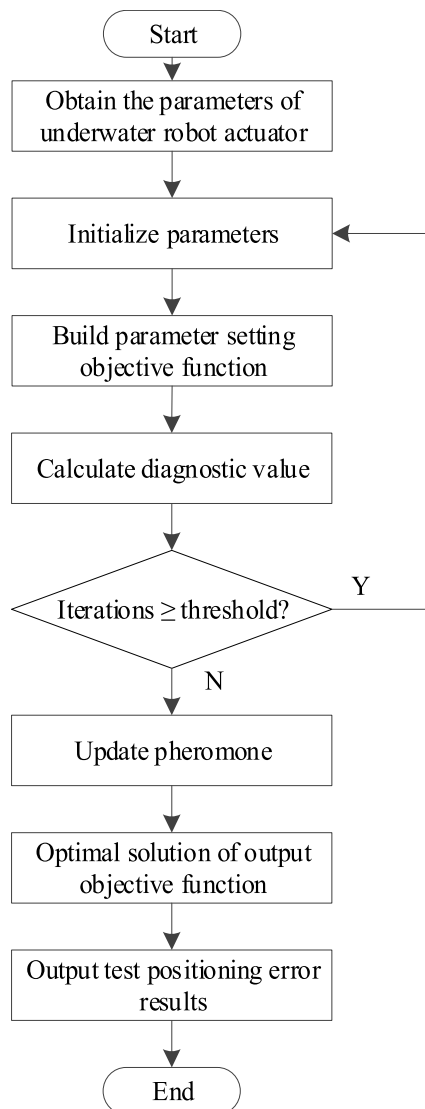 Start
Obtain the parameters of
underwater robot actuator
Initialize parameters
Build parameter setting
objective function
Calculate diagnostic value
Iterations ≥ threshold?
Y
N
Update pheromone
Optimal solution of output
objective function
Output test positioning error
results
End